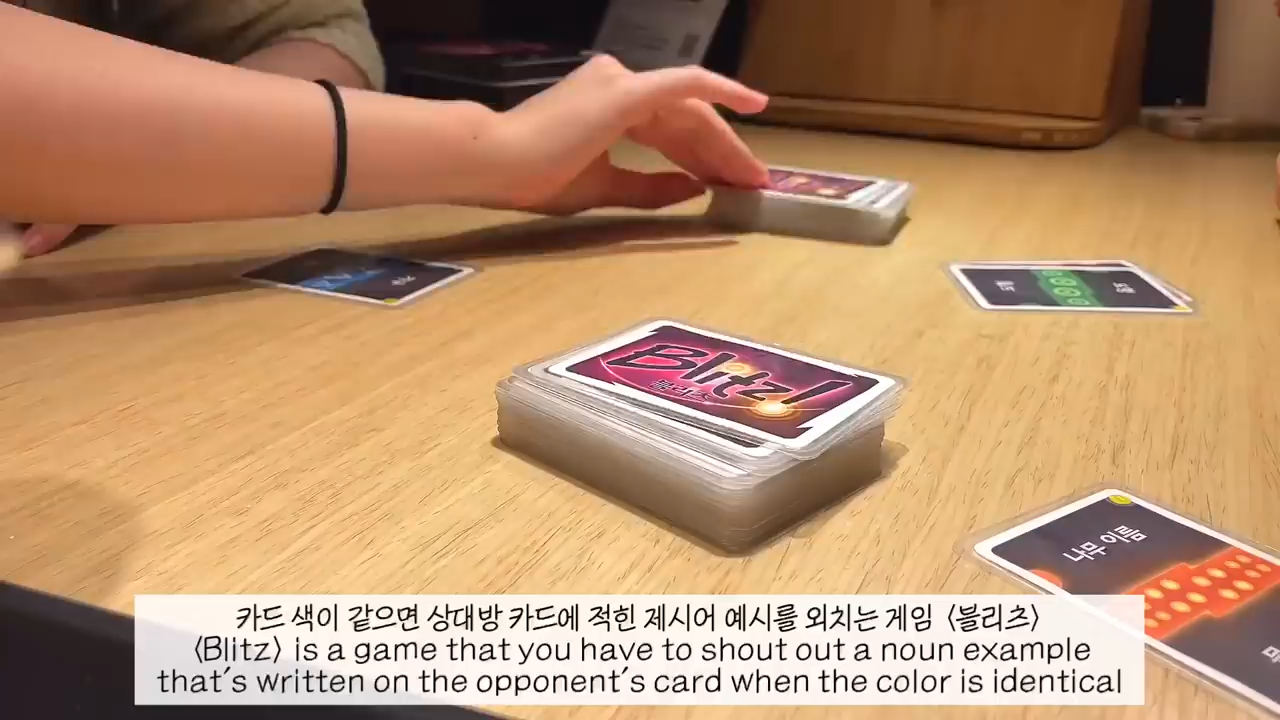 Blitz!
블리츠
나무 이름
카드 색이 같으면 상대방 카드에 적힌 제시어 예시를 외치는 게임 〈블리츠〉
〈Blitz〉 is a game that you have to shout out a noun example
that's written on the opponent's card when the color is identical